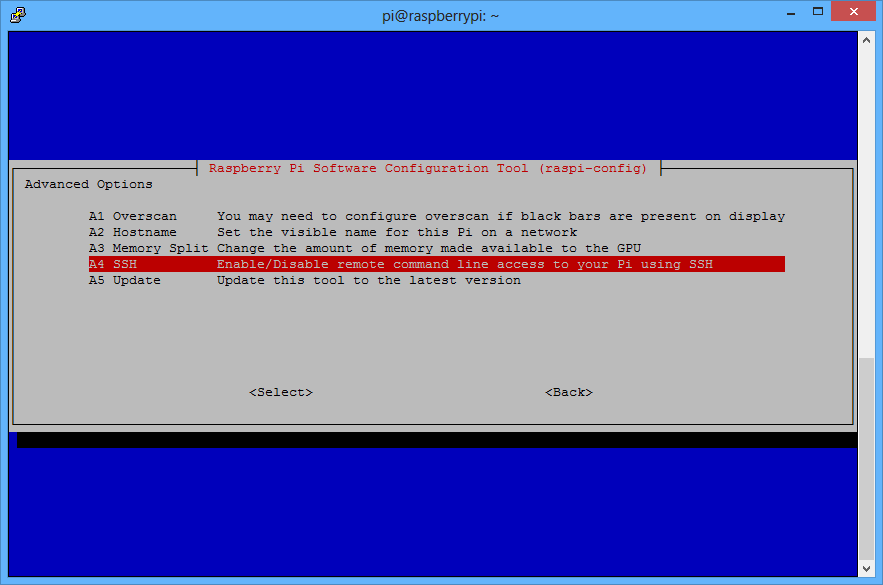 pi@raspberrypi: ~
Raspberry Pi Software Configuration Tool (raspi-config)
Advanced Options
A1 Overscan You may need to configure overscan if black bars are present on display
A2 Hostname Set the visible name for this Pi on a network
A3 Memory Split Change the amount of memory made available to the GPU
A4 SSH Enable/Disable remote command line access to your Pi using SSH
A5 Update Update this tool to the latest version
<Select> <Back>